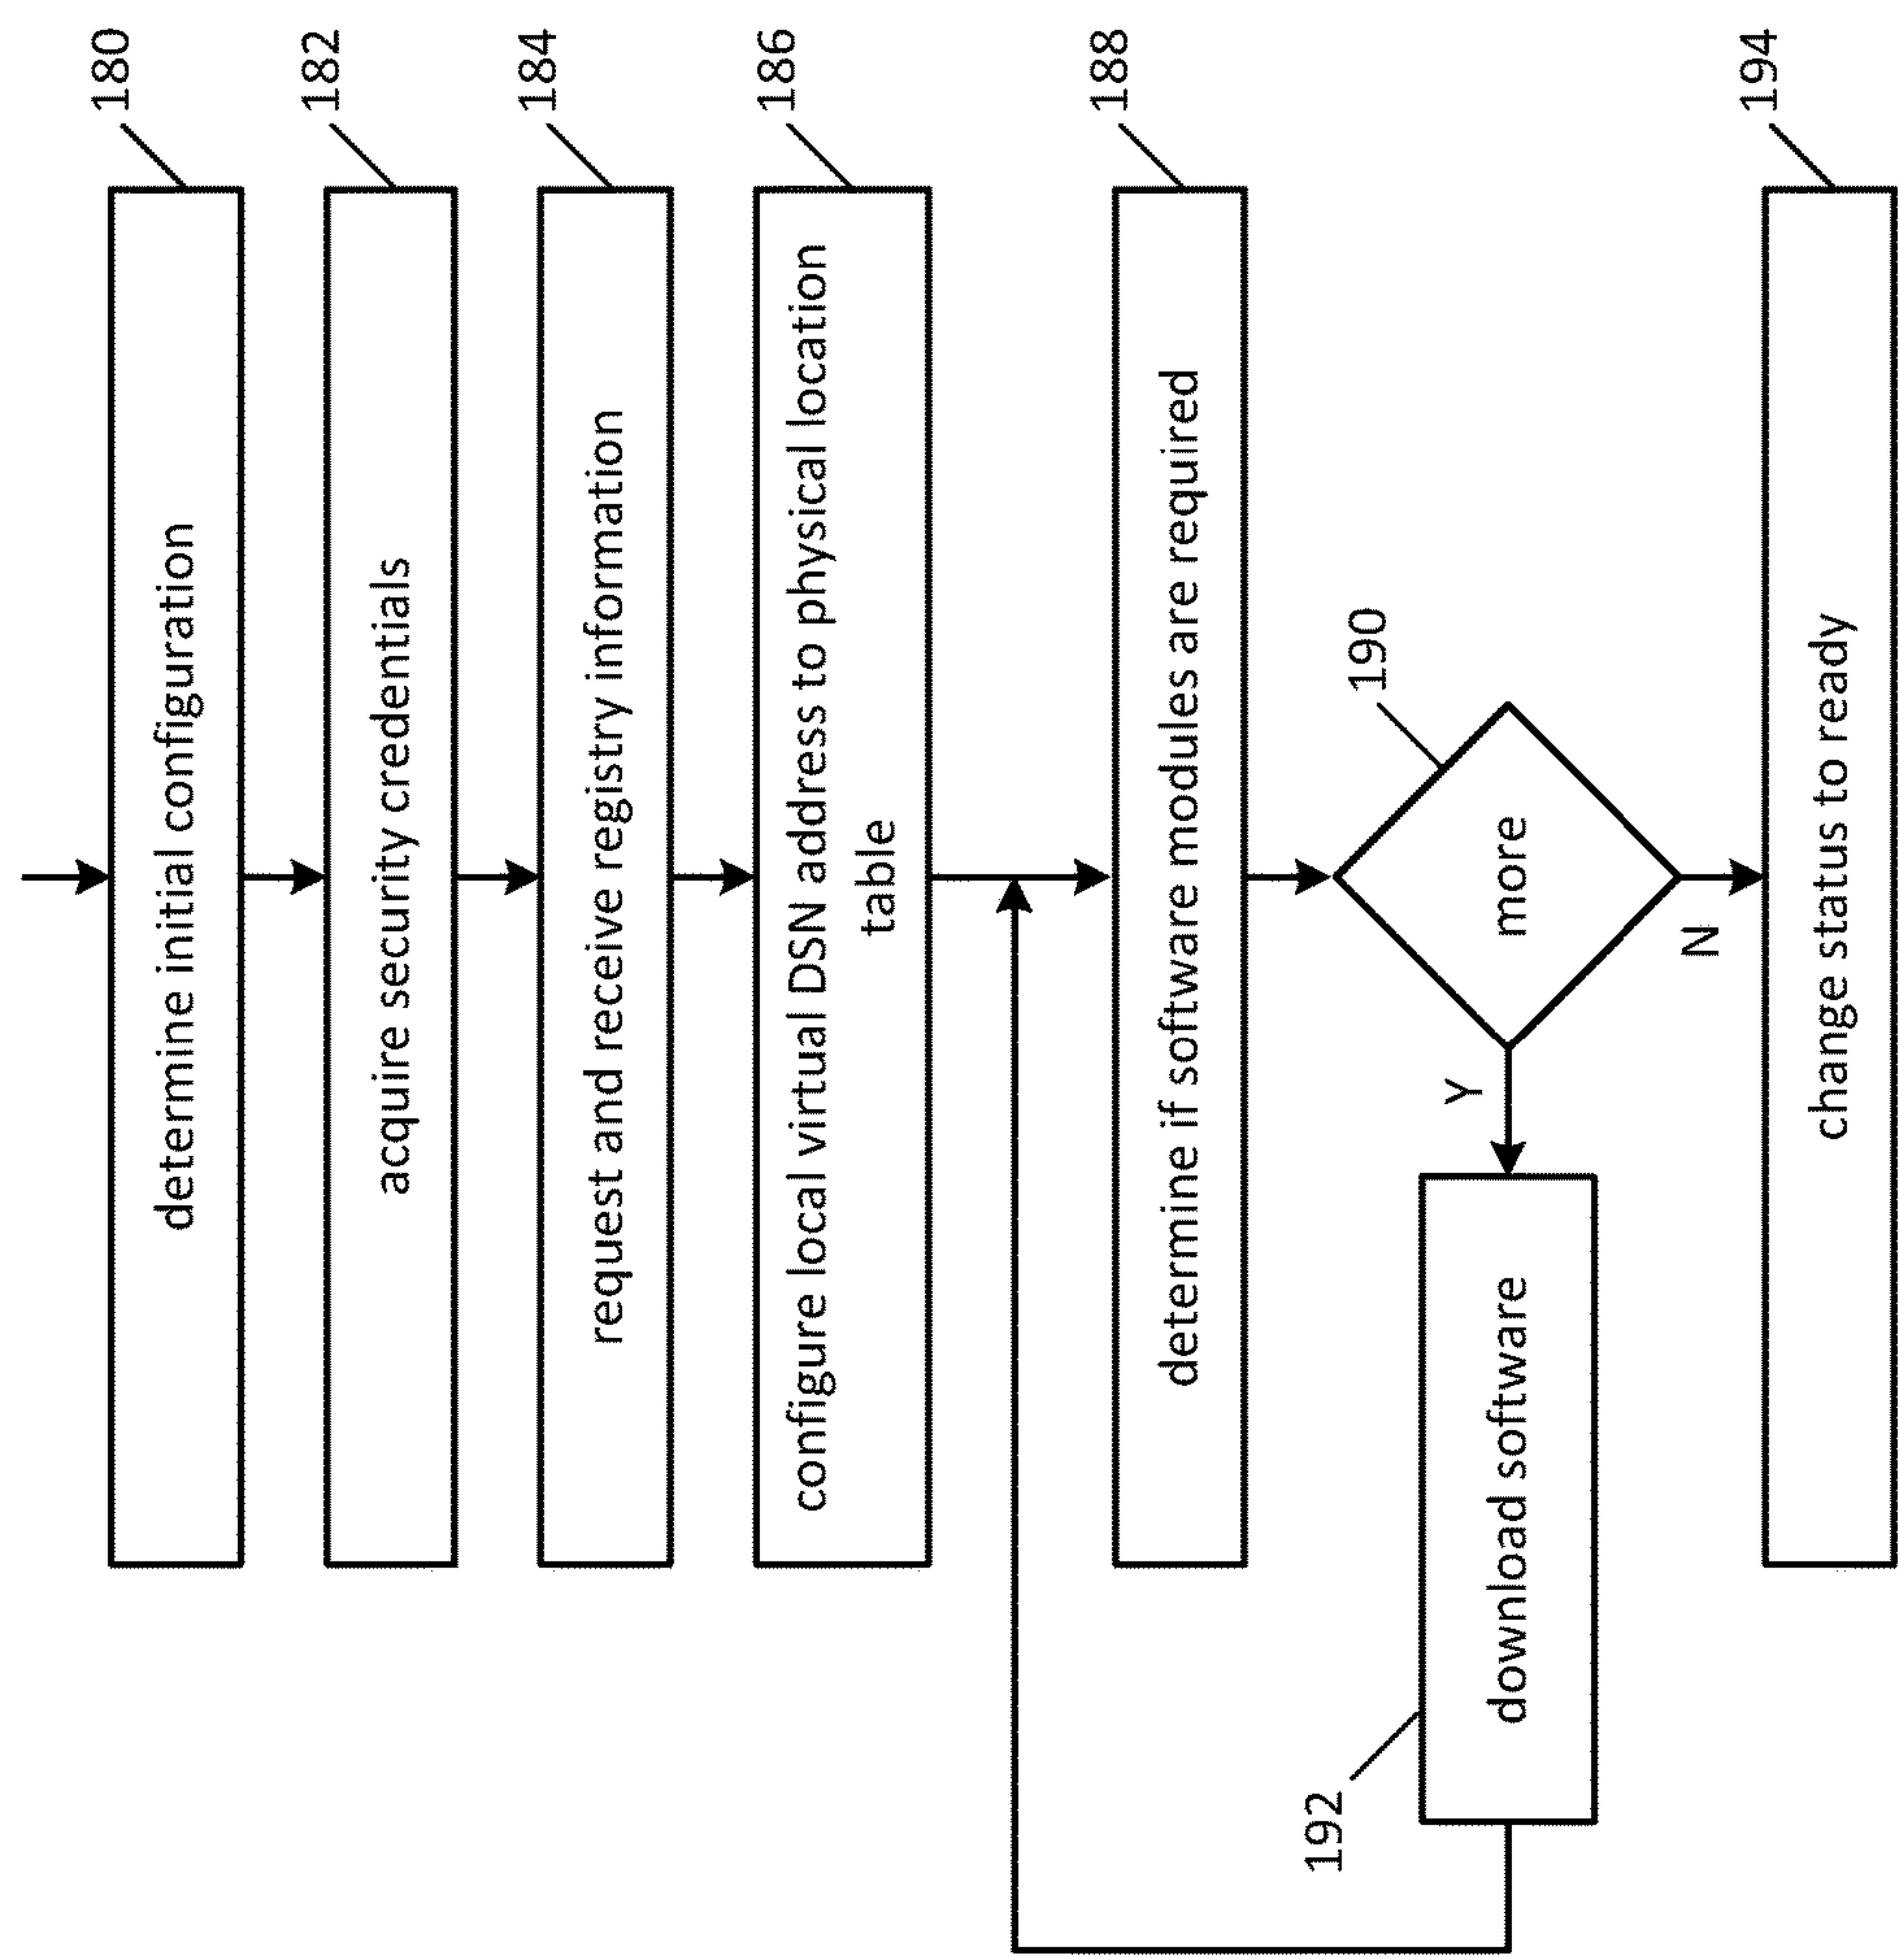 determine initial configuration
180
acquire security credentials
182
request and receive registry information
184
configure local virtual DSN address to physical location
table
186
determine if software modules are required
188
190
more
Y
N
192
download software
change status to ready
194